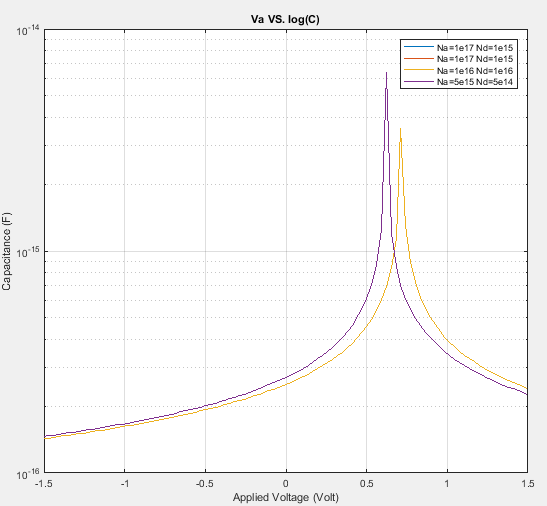 Va VS. log(C)
10^-14
10^-15
10^-16
Capacitance (F)
Na=1e17 Nd=1e15
Na=1e17 Nd=1e15
Na=1e16 Nd=1e16
Na=5e15 Nd=5e14
-1.5 -1 -0.5 0 0.5 1 1.5
Applied Voltage (Volt)